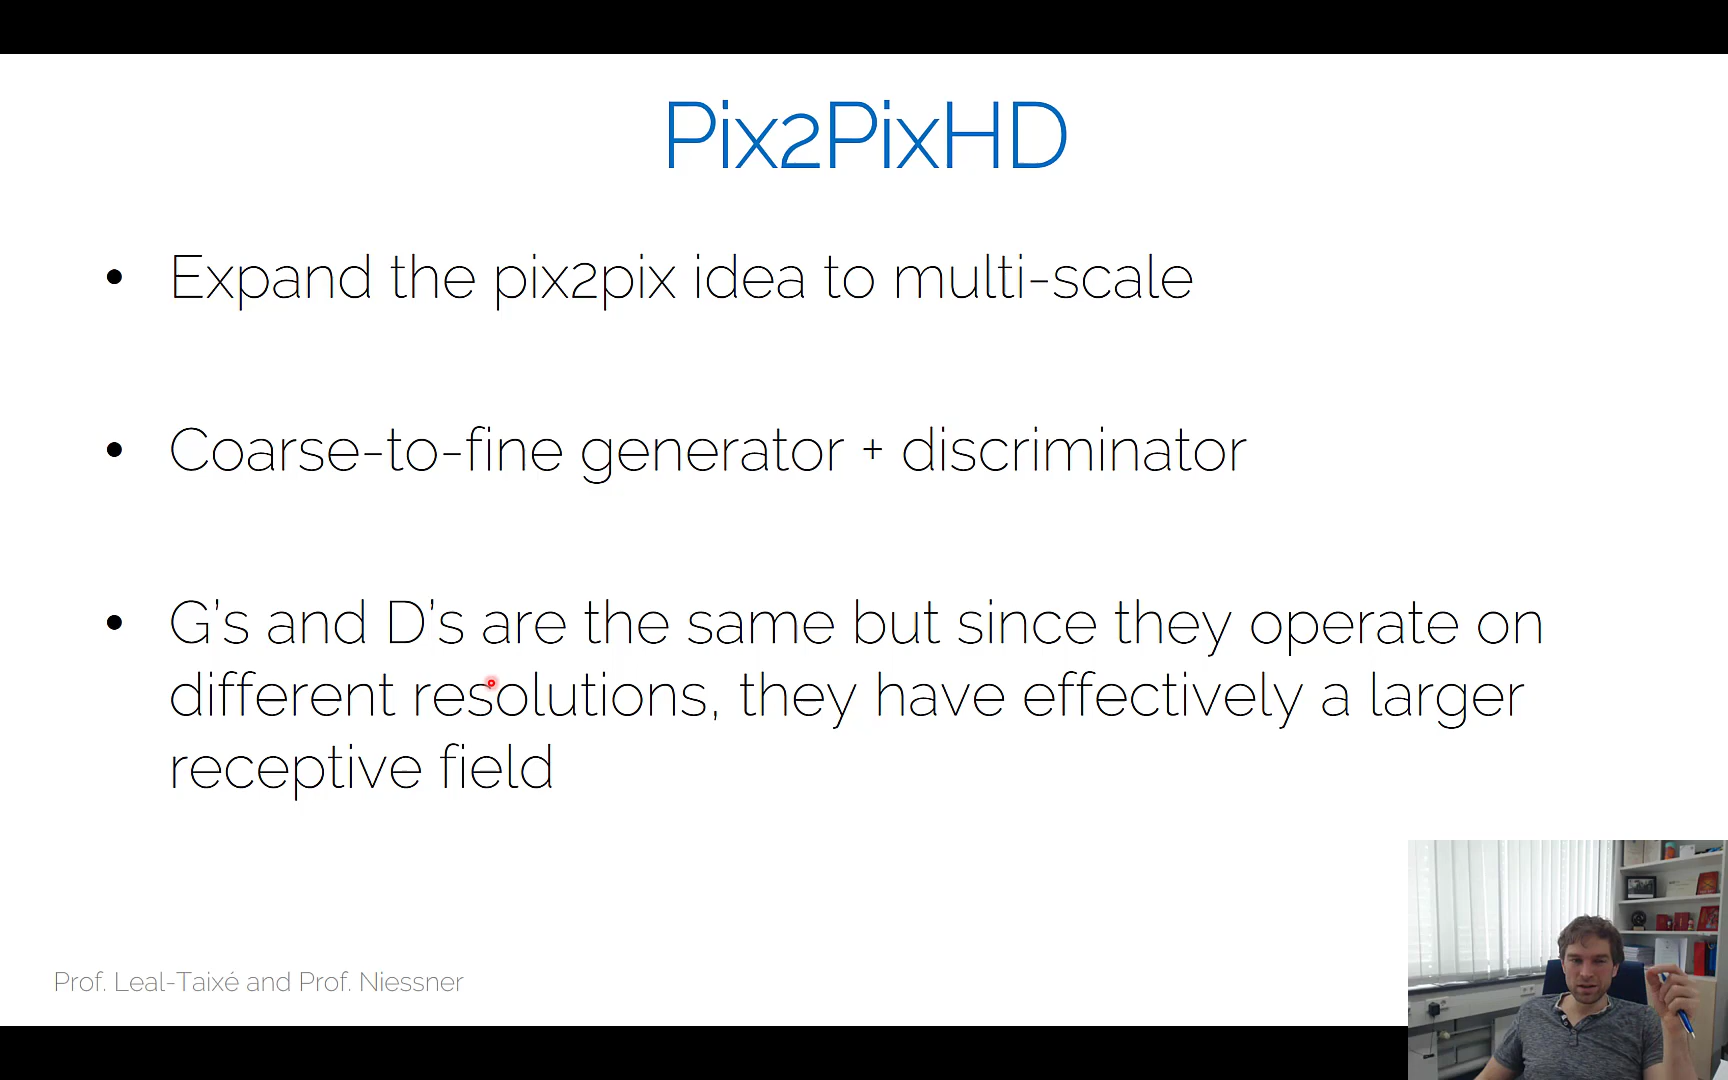 Pix2PixHD
• Expand the pix2pix idea to multi-scale
• Coarse-to-fine generator + discriminator
• G's and D's are the same but since they operate on
different resolutions, they have effectively a larger
receptive field
Prof. Leal-Taixé and Prof. Niessner